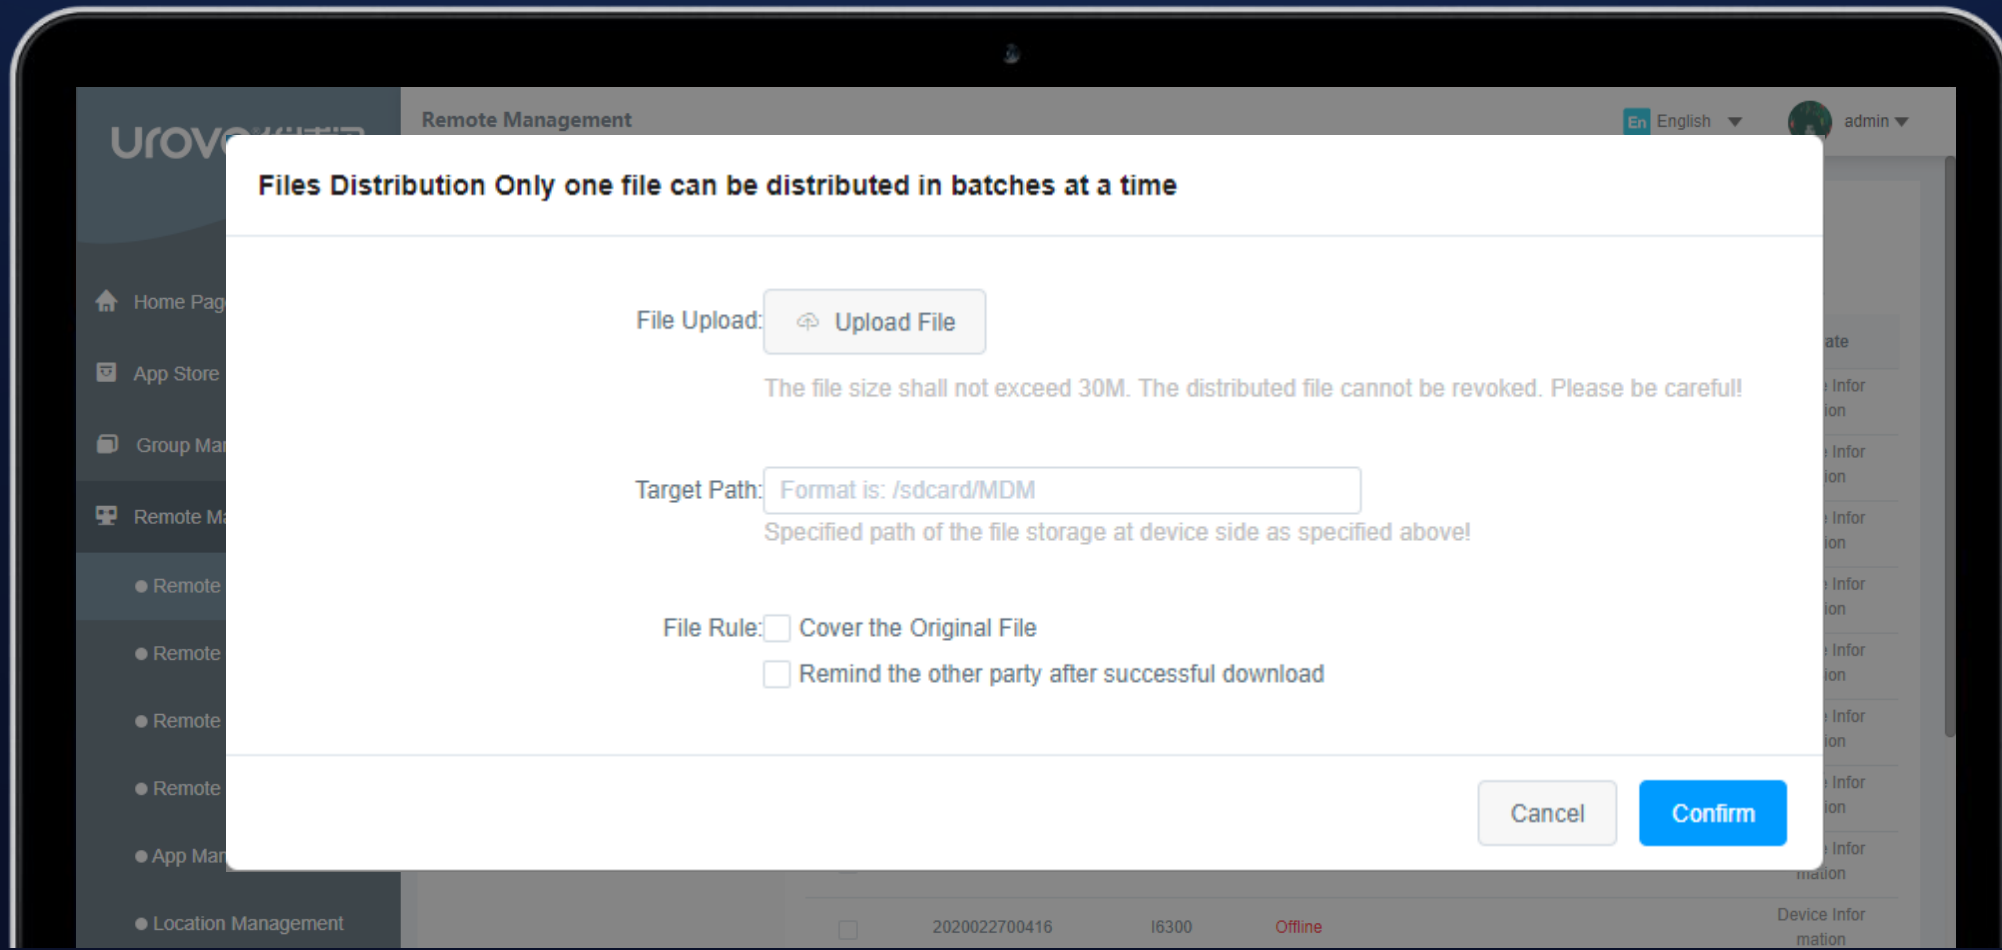 Remote Management
En English
admin
Files Distribution Only one file can be distributed in batches at a time
Home Pag
App Store
Group Mar
Remote Ma
Remote
Remote
Remote
Remote
App Mar
Location Management
File Upload: Upload File
The file size shall not exceed 30M. The distributed file cannot be revoked. Please be careful!
Target Path: Format is: /sdcard/MDM
Specified path of the file storage at device side as specified above!
File Rule: Cover the Original File
Remind the other party after successful download
Cancel Confirm
ate
Infor
ion
Infor
ion
Infor
ion
Infor
ion
Infor
ion
Infor
ion
Infor
ion
Infor
mation
2020022700416 I6300 Offline Device Infor
mation